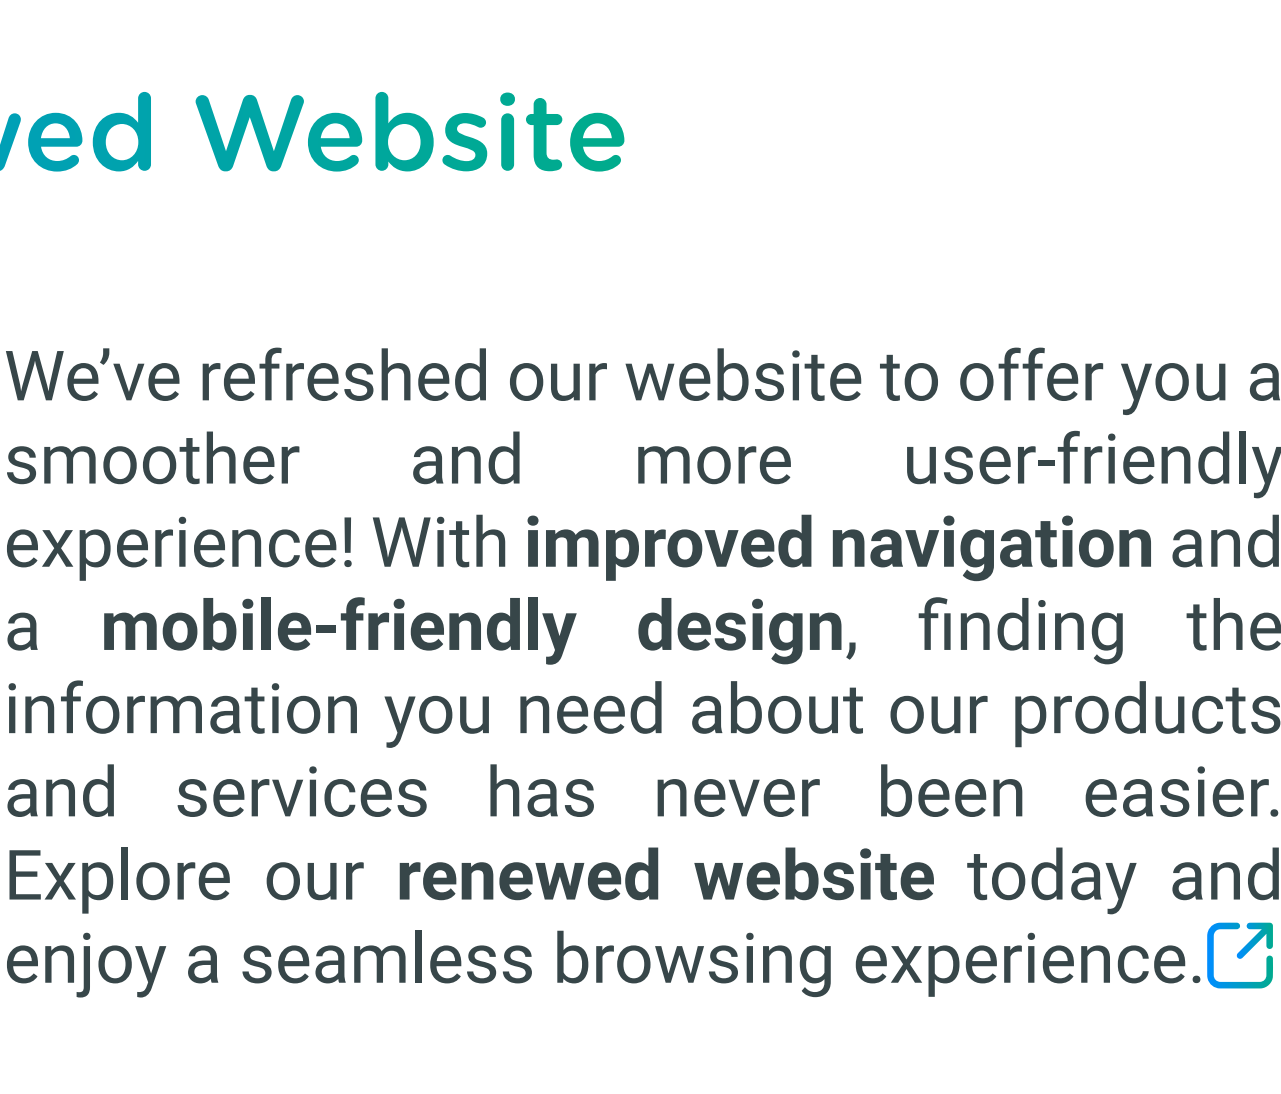 Website
We’ve refreshed our website to offer you a
smoother and more user-friendly
experience! With improved navigation and
a mobile-friendly design, finding the
information you need about our products
and services has never been easier.
Explore our renewed website today and
enjoy a seamless browsing experience.